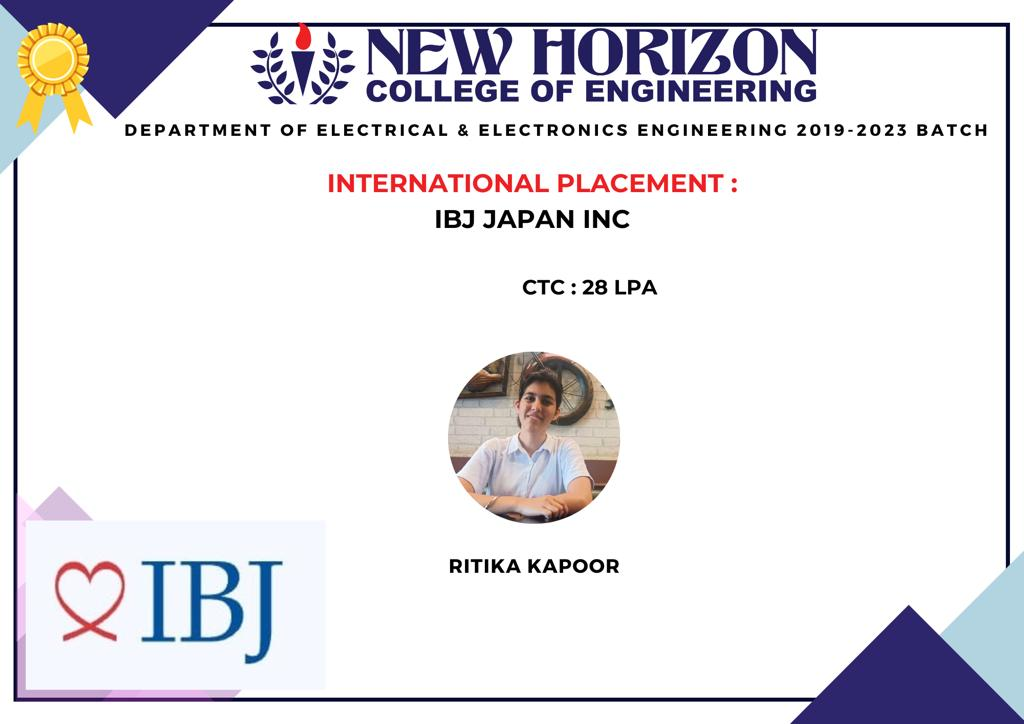 NEW HORIZON
COLLEGE OF ENGINEERING
DEPARTMENT OF ELECTRICAL & ELECTRONICS ENGINEERING 2019-2023 BATCH
INTERNATIONAL PLACEMENT :
IBJ JAPAN INC
CTC : 28 LPA
RITIKA KAPOOR
IBJ